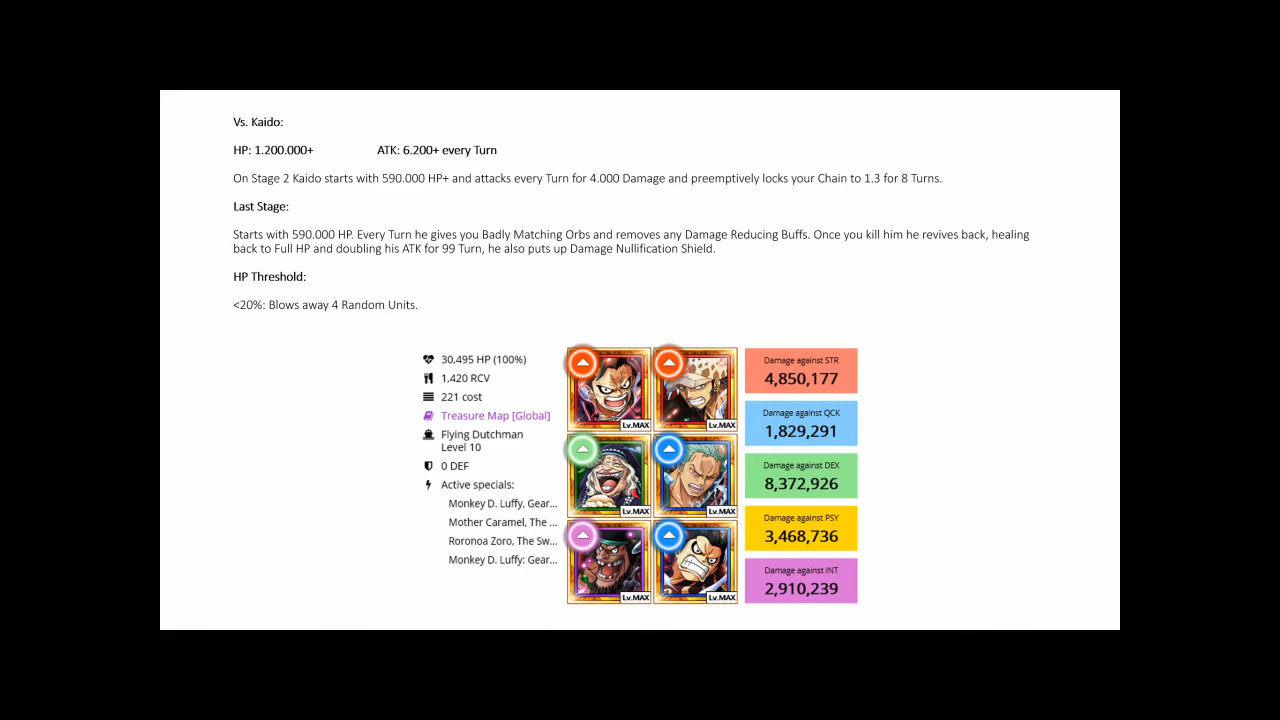 Vs. Kaido:
HP: 1.200.000+ ATK: 6.200+ every Turn
On Stage 2 Kaido starts with 590.000 HP+ and attacks every Turn for 4.000 Damage and preemptively locks your Chain to 1.3 for 8 Turns.
Last Stage:
Starts with 590.000 HP. Every Turn he gives you Badly Matching Orbs and removes any Damage Reducing Buffs. Once you kill him he revives back, healing
back to Full HP and doubling his ATK for 99 Turn, he also puts up Damage Nullification Shield.
HP Threshold:
<20%: Blows away 4 Random Units.
30,495 HP (100%)
1,420 RCV
221 cost
Treasure Map [Global]
Flying Dutchman
Level 10
0 DEF
Active specials:
Monkey D. Luffy, Gear...
Mother Caramel, The ...
Roronoa Zoro, The Sw...
Monkey D. Luffy: Gear...
Lv.MAX Lv.MAX
Lv.MAX Lv.MAX
Lv.MAX Lv.MAX
Damage against STR
4,850,177
Damage against QCK
1,829,291
Damage against DEX
8,372,926
Damage against PSY
3,468,736
Damage against INT
2,910,239